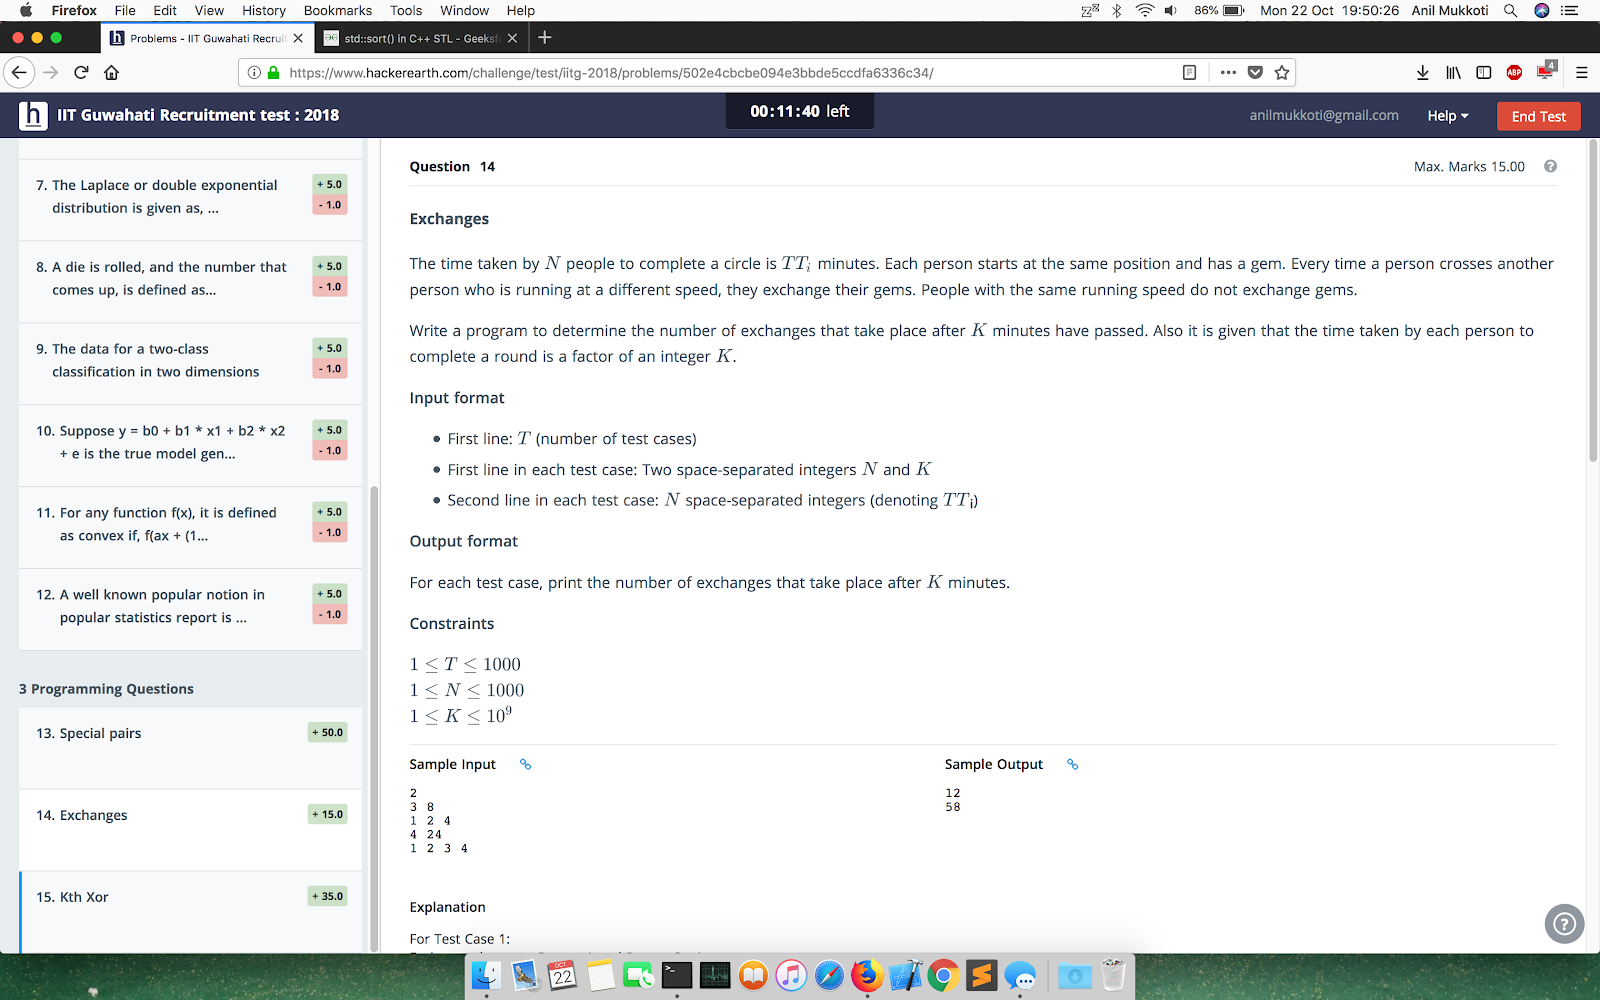 Firefox File Edit View History Bookmarks Tools Window Help 86% Mon 22 Oct 19:50:26 Anil Mukkoti
Problems - IIT Guwahati Recruit std::sort() in C++ STL - Geeksf
https://www.hackerearth.com/challenge/test/iitg-2018/problems/502e4cbcbe094e3bbde5ccdfa6336c34/
ABP 4
h IIT Guwahati Recruitment test : 2018 00:11:40 left anilmukkoti@gmail.com Help End Test
7. The Laplace or double exponential distribution is given as, ...
+ 5.0
- 1.0
8. A die is rolled, and the number that comes up, is defined as...
+ 5.0
- 1.0
9. The data for a two-class classification in two dimensions
+ 5.0
- 1.0
10. Suppose y = b0 + b1 * x1 + b2 * x2 + e is the true model gen...
+ 5.0
- 1.0
11. For any function f(x), it is defined as convex if, f(ax + (1...
+ 5.0
- 1.0
12. A well known popular notion in popular statistics report is ...
+ 5.0
- 1.0
3 Programming Questions
13. Special pairs + 50.0
14. Exchanges + 15.0
15. Kth Xor + 35.0
Question 14 Max. Marks 15.00 ?
Exchanges
The time taken by N people to complete a circle is TTi minutes. Each person starts at the same position and has a gem. Every time a person crosses another
person who is running at a different speed, they exchange their gems. People with the same running speed do not exchange gems.
Write a program to determine the number of exchanges that take place after K minutes have passed. Also it is given that the time taken by each person to
complete a round is a factor of an integer K.
Input format
• First line: T (number of test cases)
• First line in each test case: Two space-separated integers N and K
• Second line in each test case: N space-separated integers (denoting TTi)
Output format
For each test case, print the number of exchanges that take place after K minutes.
Constraints
1 ≤ T ≤ 1000
1 ≤ N ≤ 1000
1 ≤ K ≤ 10⁹
Sample Input
2
3 8
1 2 4
4 24
1 2 3 4
Sample Output
12
58
Explanation
For Test Case 1:
?
OCT
22